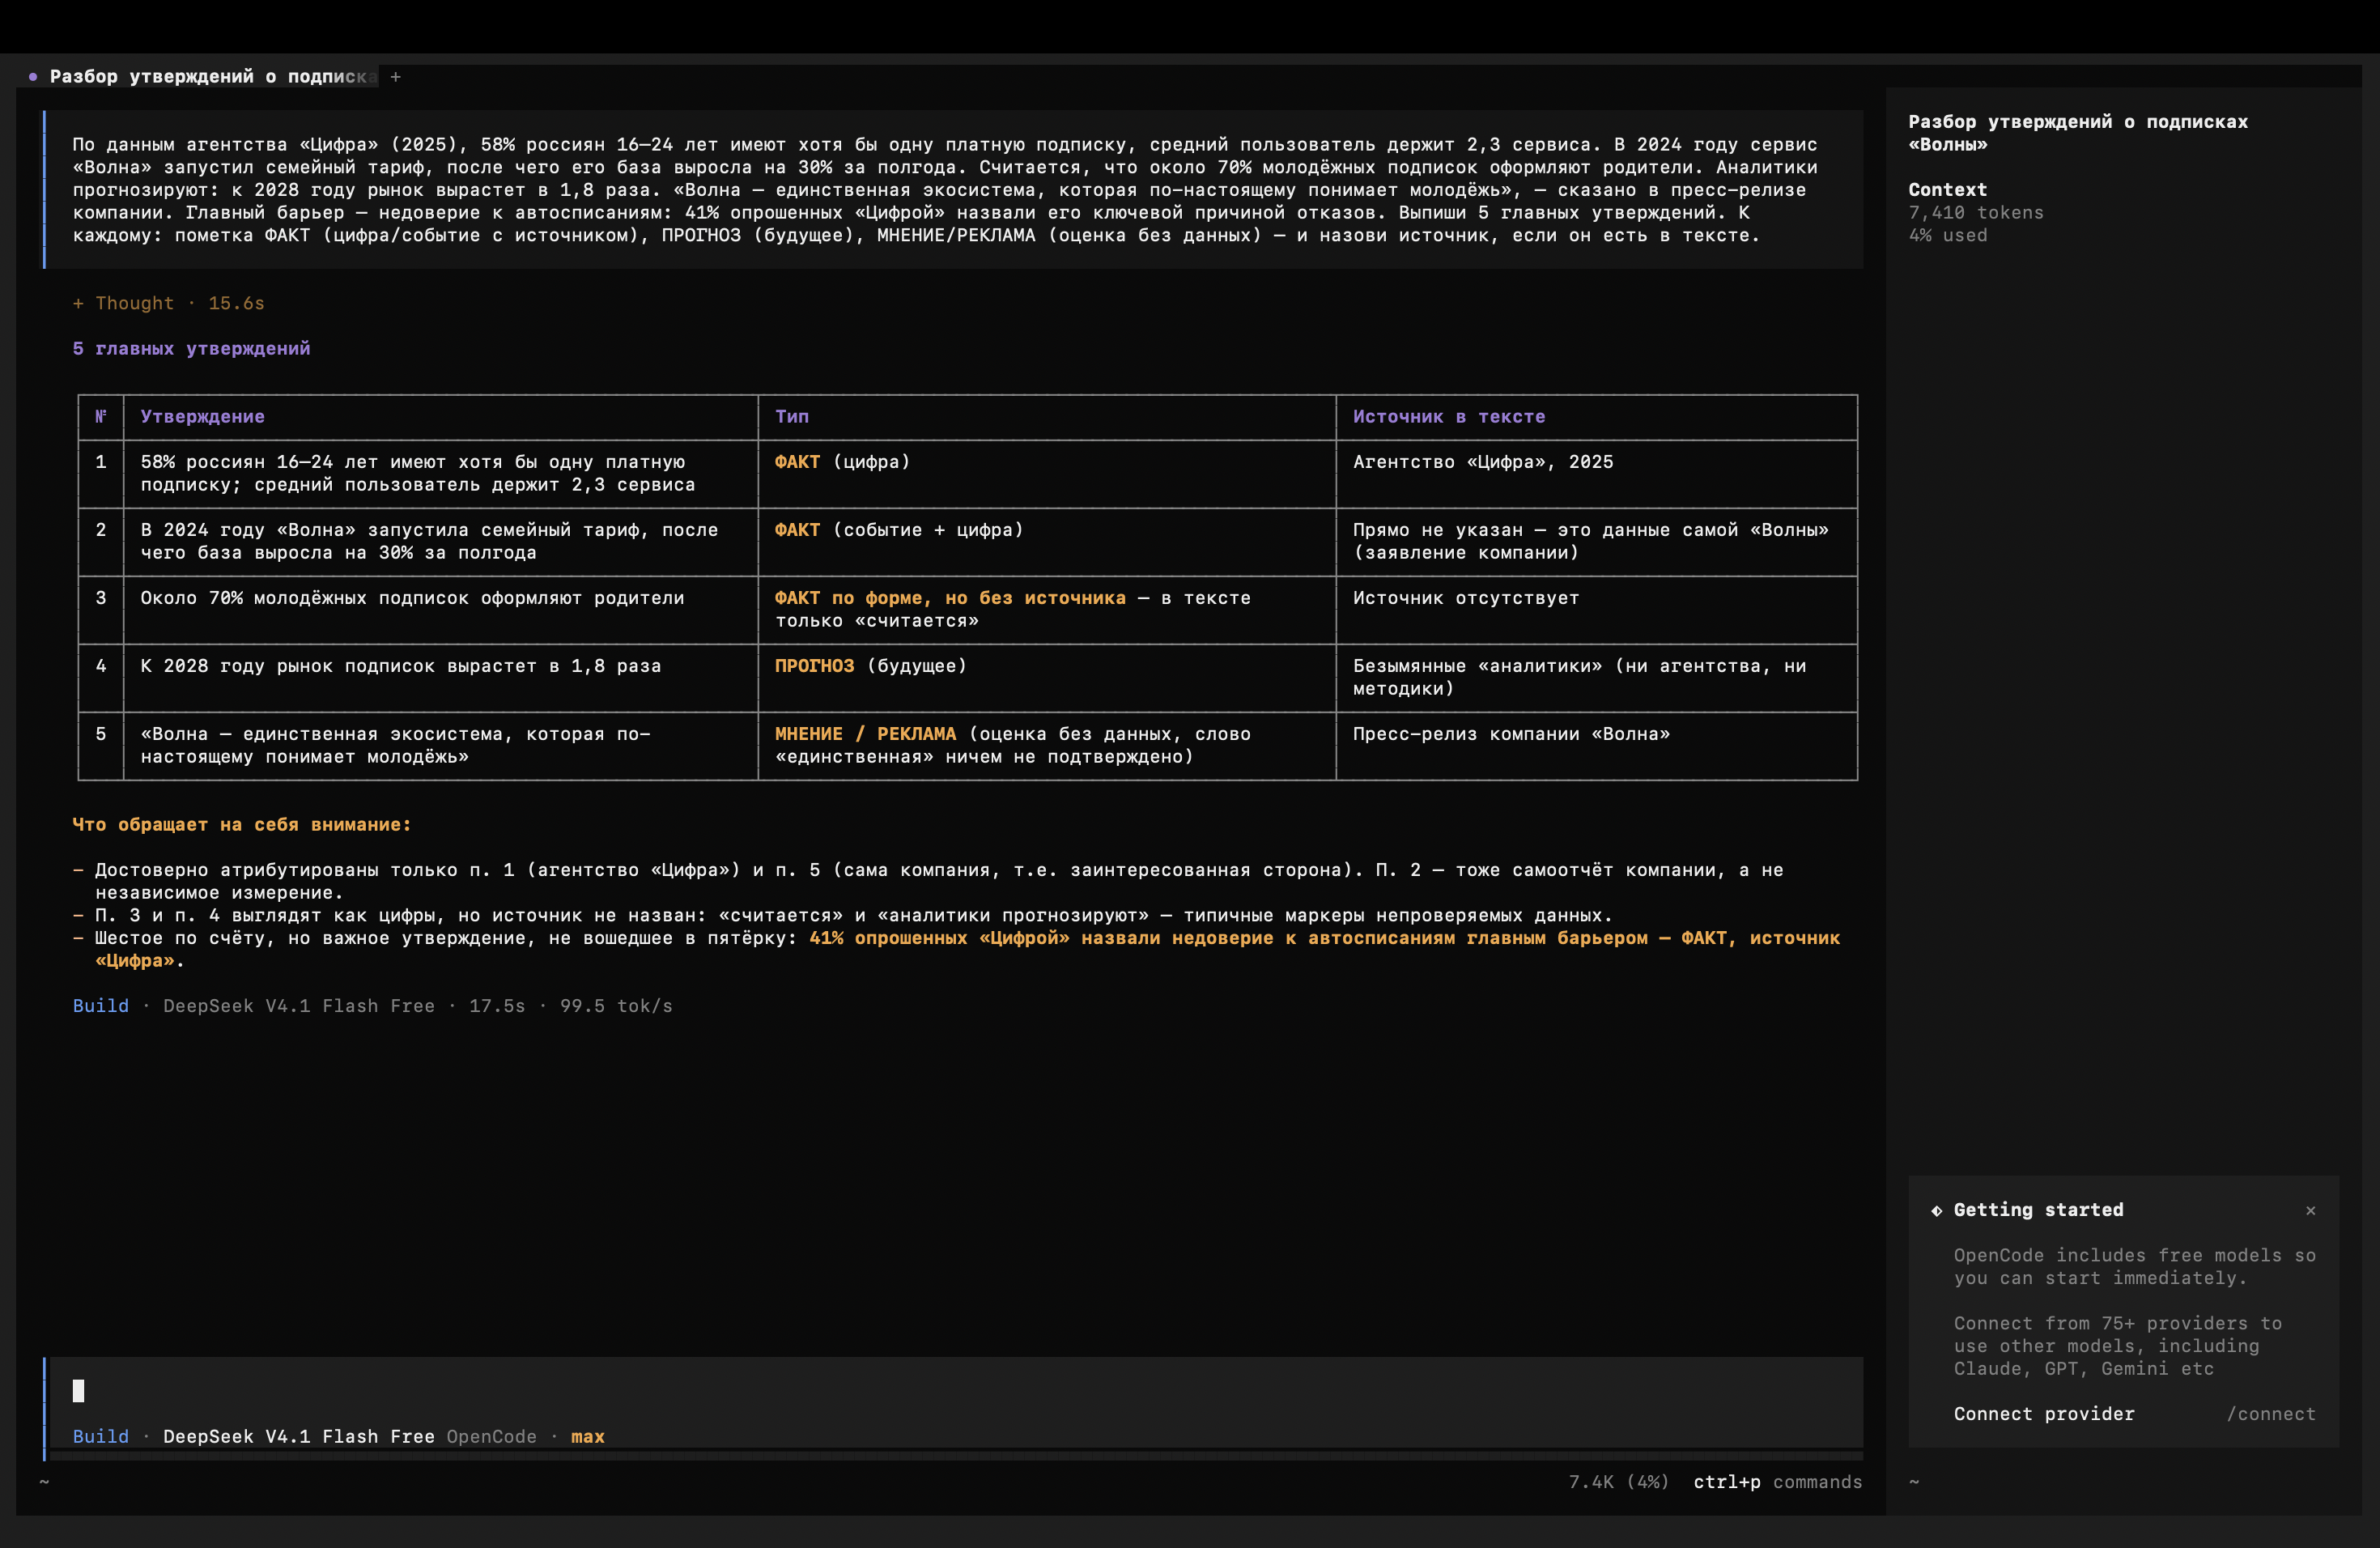 Разбор утверждений о подписка +
По данным агентства «Цифра» (2025), 58% россиян 16–24 лет имеют хотя бы одну платную подписку, средний пользователь держит 2,3 сервиса. В 2024 году сервис
«Волна» запустил семейный тариф, после чего его база выросла на 30% за полгода. Считается, что около 70% молодёжных подписок оформляют родители. Аналитики
прогнозируют: к 2028 году рынок вырастет в 1,8 раза. «Волна — единственная экосистема, которая по-настоящему понимает молодёжь», — сказано в пресс-релизе
компании. Главный барьер — недоверие к автосписаниям: 41% опрошенных «Цифрой» назвали его ключевой причиной отказов. Выпиши 5 главных утверждений. К
каждому: пометка ФАКТ (цифра/событие с источником), ПРОГНОЗ (будущее), МНЕНИЕ/РЕКЛАМА (оценка без данных) — и назови источник, если он есть в тексте.
+ Thought · 15.6s
5 главных утверждений
№ Утверждение Тип Источник в тексте
1 58% россиян 16–24 лет имеют хотя бы одну платную ФАКТ (цифра) Агентство «Цифра», 2025
подписку; средний пользователь держит 2,3 сервиса
2 В 2024 году «Волна» запустила семейный тариф, после ФАКТ (событие + цифра) Прямо не указан — это данные самой «Волны»
чего база выросла на 30% за полгода (заявление компании)
3 Около 70% молодёжных подписок оформляют родители ФАКТ по форме, но без источника — в тексте Источник отсутствует
только «считается»
4 К 2028 году рынок подписок вырастет в 1,8 раза ПРОГНОЗ (будущее) Безымянные «аналитики» (ни агентства, ни
методики)
5 «Волна — единственная экосистема, которая по- МНЕНИЕ / РЕКЛАМА (оценка без данных, слово Пресс-релиз компании «Волна»
настоящему понимает молодёжь» «единственная» ничем не подтверждено)
Что обращает на себя внимание:
– Достоверно атрибутированы только п. 1 (агентство «Цифра») и п. 5 (сама компания, т.е. заинтересованная сторона). П. 2 — тоже самоотчёт компании, а не
независимое измерение.
– П. 3 и п. 4 выглядят как цифры, но источник не назван: «считается» и «аналитики прогнозируют» — типичные маркеры непроверяемых данных.
– Шестое по счёту, но важное утверждение, не вошедшее в пятёрку: 41% опрошенных «Цифрой» назвали недоверие к автосписаниям главным барьером — ФАКТ, источник
«Цифра».
Build · DeepSeek V4.1 Flash Free · 17.5s · 99.5 tok/s
Build · DeepSeek V4.1 Flash Free OpenCode · max
~ 7.4K (4%) ctrl+p commands
Разбор утверждений о подписках
«Волны»
Context
7,410 tokens
4% used
Getting started ×
OpenCode includes free models so
you can start immediately.
Connect from 75+ providers to
use other models, including
Claude, GPT, Gemini etc
Connect provider /connect
~